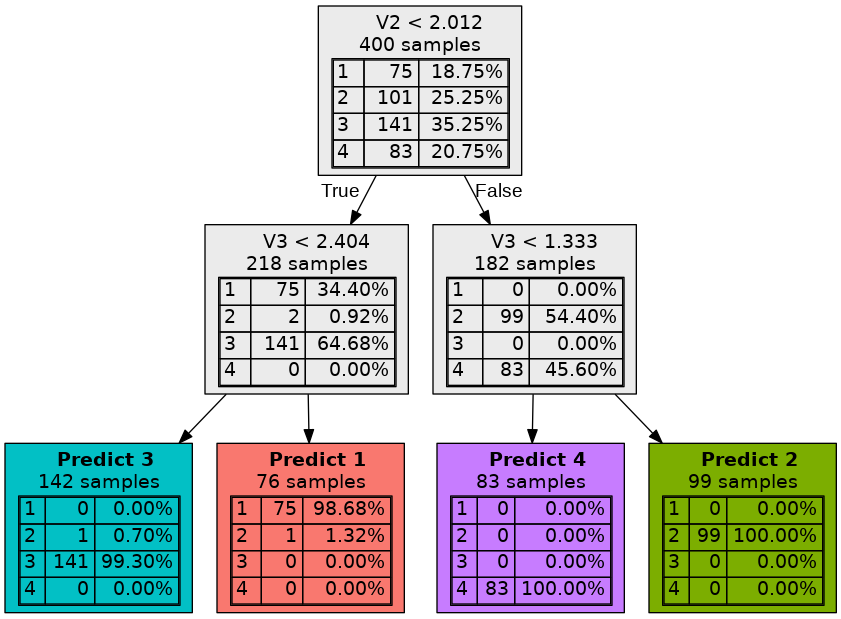 V2 < 2.012
400 samples
1 75 18.75%
2 101 25.25%
3 141 35.25%
4 83 20.75%
True
False
V3 < 2.404
218 samples
1 75 34.40%
2 2 0.92%
3 141 64.68%
4 0 0.00%
V3 < 1.333
182 samples
1 0 0.00%
2 99 54.40%
3 0 0.00%
4 83 45.60%
Predict 3
142 samples
1 0 0.00%
2 1 0.70%
3 141 99.30%
4 0 0.00%
Predict 1
76 samples
1 75 98.68%
2 1 1.32%
3 0 0.00%
4 0 0.00%
Predict 4
83 samples
1 0 0.00%
2 0 0.00%
3 0 0.00%
4 83 100.00%
Predict 2
99 samples
1 0 0.00%
2 99 100.00%
3 0 0.00%
4 0 0.00%